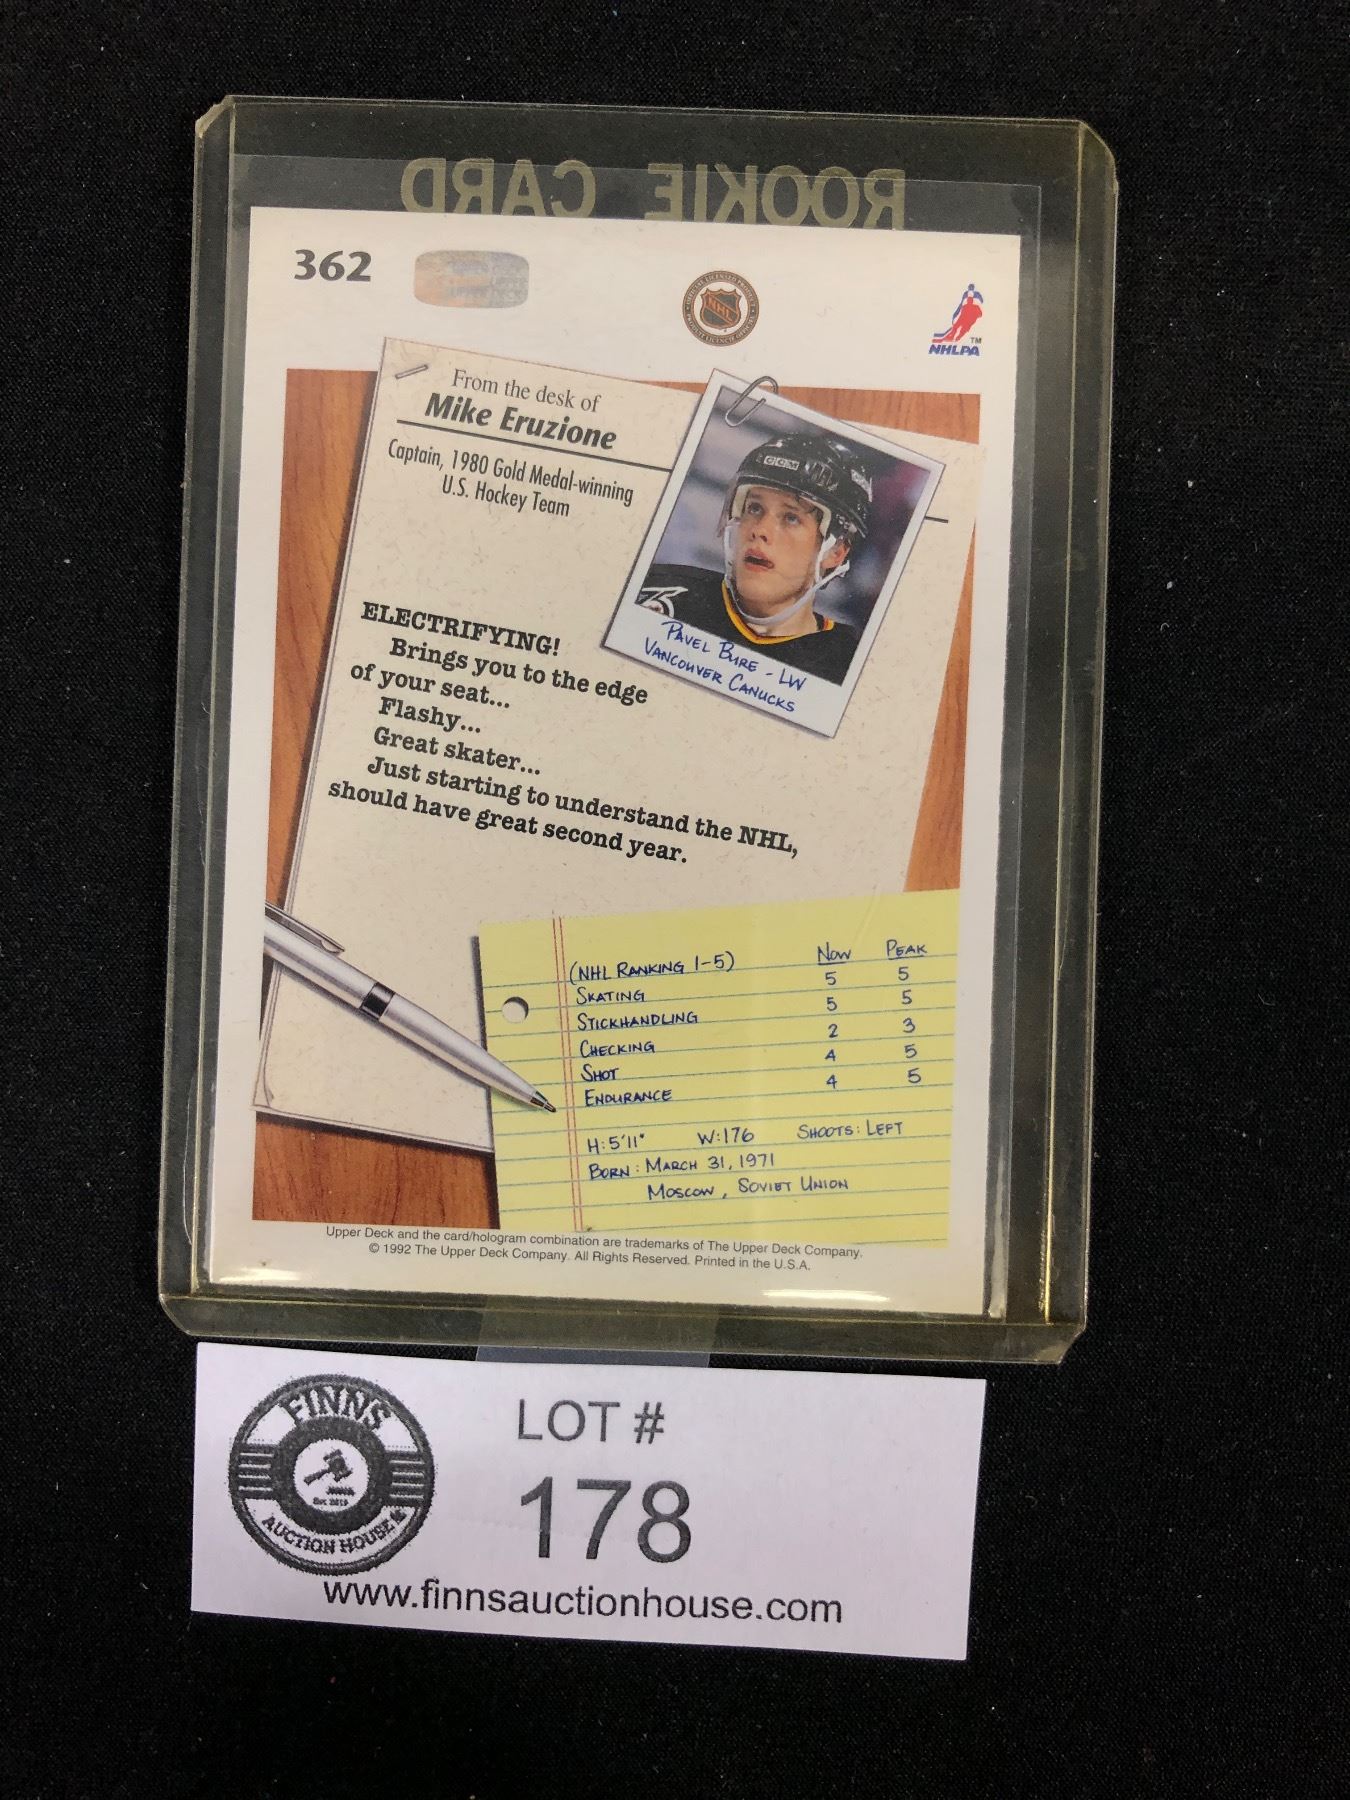 ROOKIE CARD
362
NHL
NHLPA
TM
From the desk of
Mike Eruzione
Captain, 1980 Gold Medal-winning
U.S. Hockey Team
CCM
PAVEL BURE - LW
VANCOUVER CANUCKS
ELECTRIFYING!
Brings you to the edge
of your seat...
Flashy...
Great skater...
Just starting to understand the NHL,
should have great second year.
(NHL RANKING 1-5) NOW PEAK
SKATING 5 5
STICKHANDLING 5 5
CHECKING 2 3
SHOT 4 5
ENDURANCE 4 5
H: 5'11" W: 176 SHOOTS: LEFT
BORN: MARCH 31, 1971
MOSCOW, SOVIET UNION
Upper Deck and the card/hologram combination are trademarks of The Upper Deck Company.
© 1992 The Upper Deck Company. All Rights Reserved. Printed in the U.S.A.
FINNS
AUCTION HOUSE
LOT #
178
www.finnsauctionhouse.com